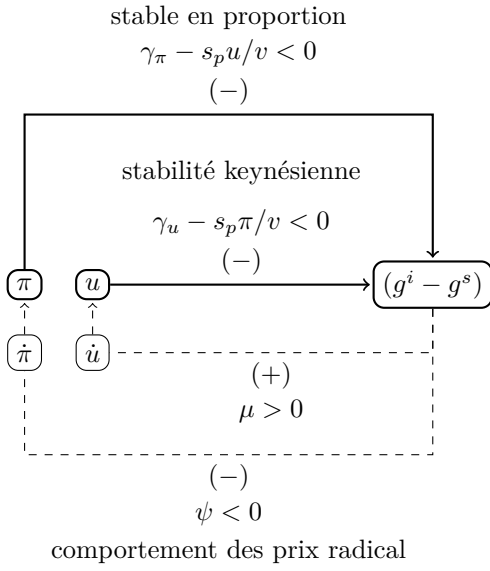 stable en proportion
γ_π − s_p u/v < 0
(−)
stabilité keynésienne
γ_u − s_p π/v < 0
(−)
π u (g^i − g^s)
π̇ u̇
(+)
μ > 0
(−)
ψ < 0
comportement des prix radical